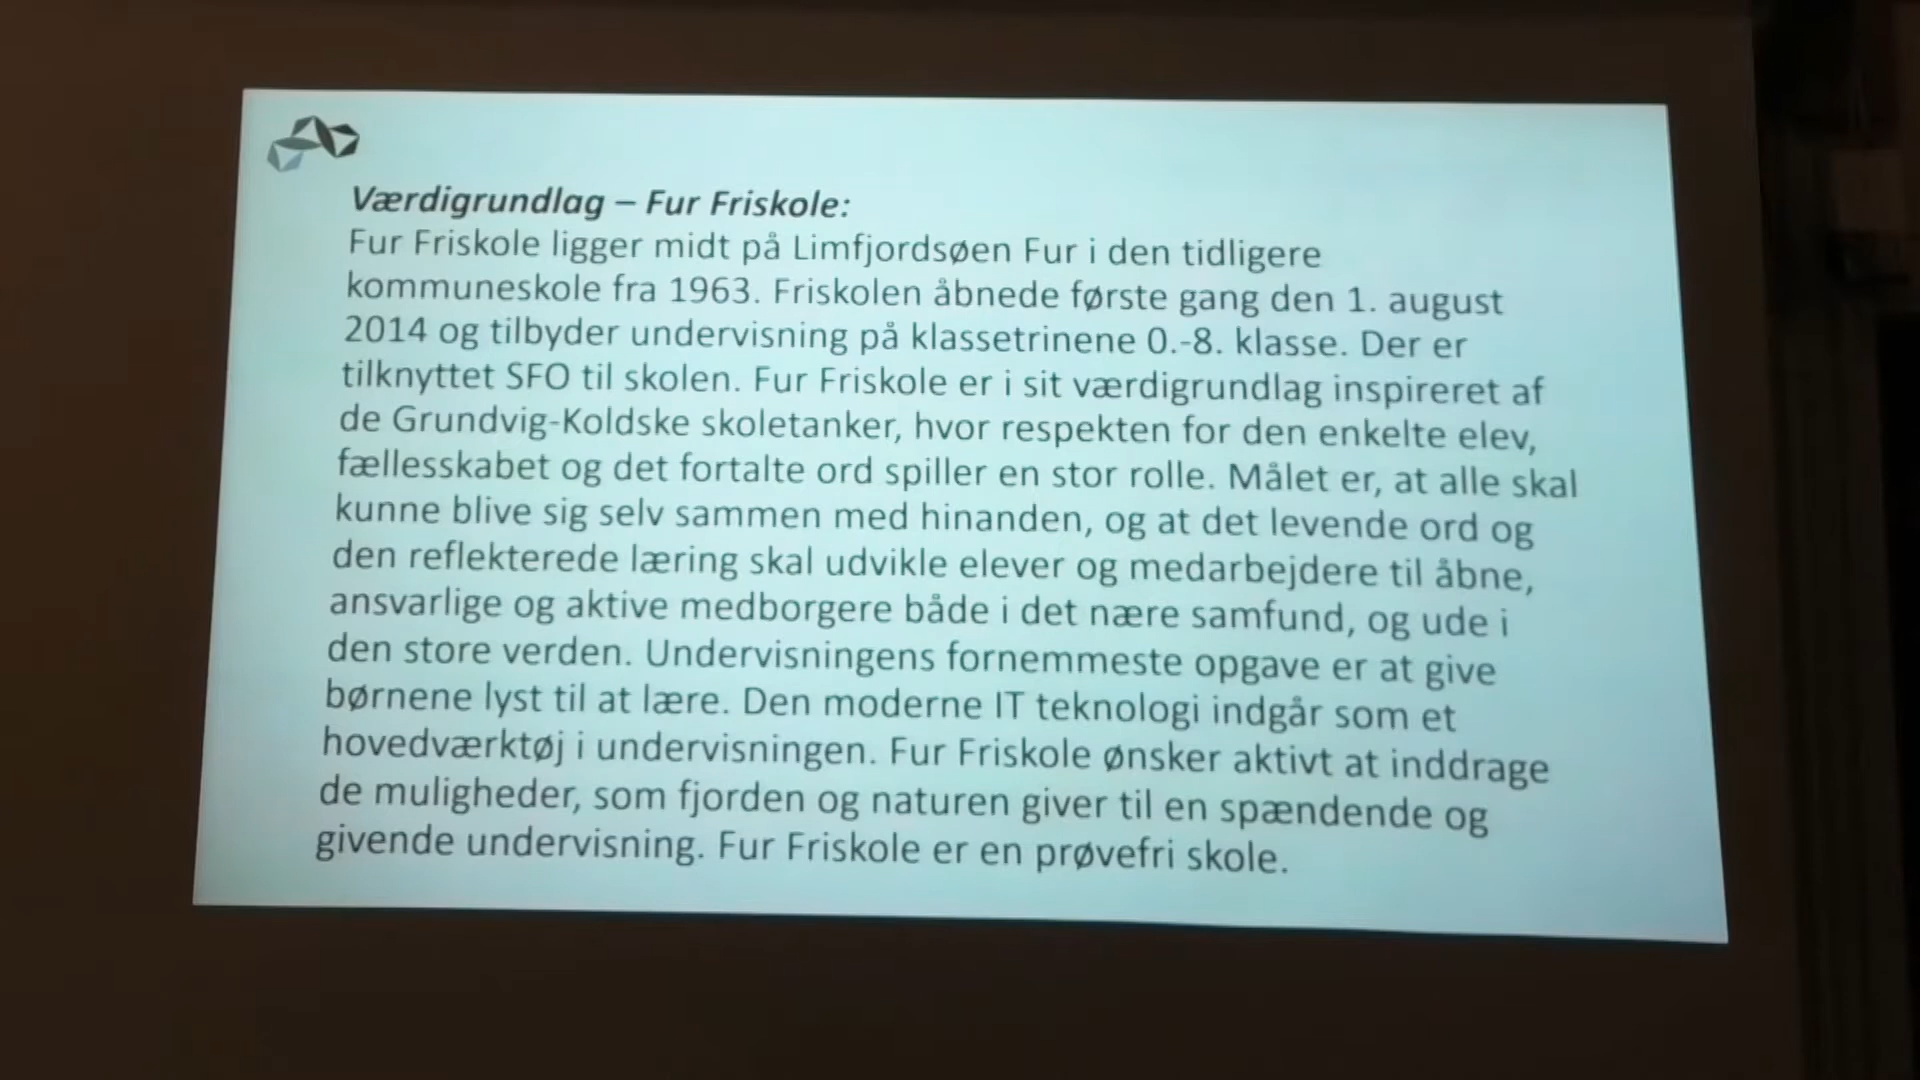 Værdigrundlag – Fur Friskole:
Fur Friskole ligger midt på Limfjordsøen Fur i den tidligere
kommuneskole fra 1963. Friskolen åbnede første gang den 1. august
2014 og tilbyder undervisning på klassetrinene 0.-8. klasse. Der er
tilknyttet SFO til skolen. Fur Friskole er i sit værdigrundlag inspireret af
de Grundvig-Koldske skoletanker, hvor respekten for den enkelte elev,
fællesskabet og det fortalte ord spiller en stor rolle. Målet er, at alle skal
kunne blive sig selv sammen med hinanden, og at det levende ord og
den reflekterede læring skal udvikle elever og medarbejdere til åbne,
ansvarlige og aktive medborgere både i det nære samfund, og ude i
den store verden. Undervisningens fornemmeste opgave er at give
børnene lyst til at lære. Den moderne IT teknologi indgår som et
hovedværktøj i undervisningen. Fur Friskole ønsker aktivt at inddrage
de muligheder, som fjorden og naturen giver til en spændende og
givende undervisning. Fur Friskole er en prøvefri skole.